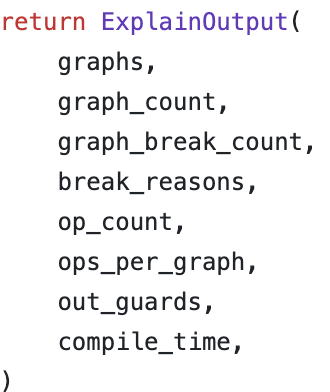 return ExplainOutput(
    graphs,
    graph_count,
    graph_break_count,
    break_reasons,
    op_count,
    ops_per_graph,
    out_guards,
    compile_time,
)